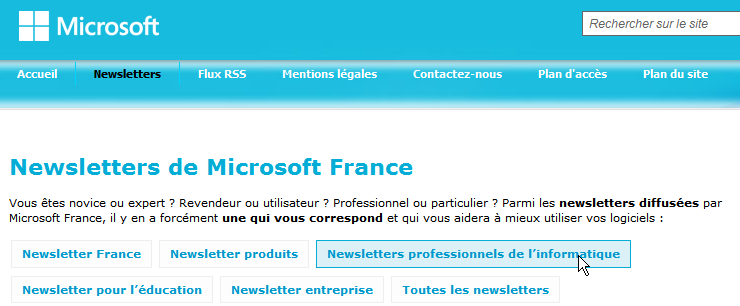 Microsoft
Rechercher sur le site
Accueil Newsletters Flux RSS Mentions légales Contactez-nous Plan d'accès Plan du site
Newsletters de Microsoft France
Vous êtes novice ou expert ? Revendeur ou utilisateur ? Professionnel ou particulier ? Parmi les newsletters diffusées par
Microsoft France, il y en a forcément une qui vous correspond et qui vous aidera à mieux utiliser vos logiciels :
Newsletter France Newsletter produits Newsletters professionnels de l’informatique
Newsletter pour l’éducation Newsletter entreprise Toutes les newsletters